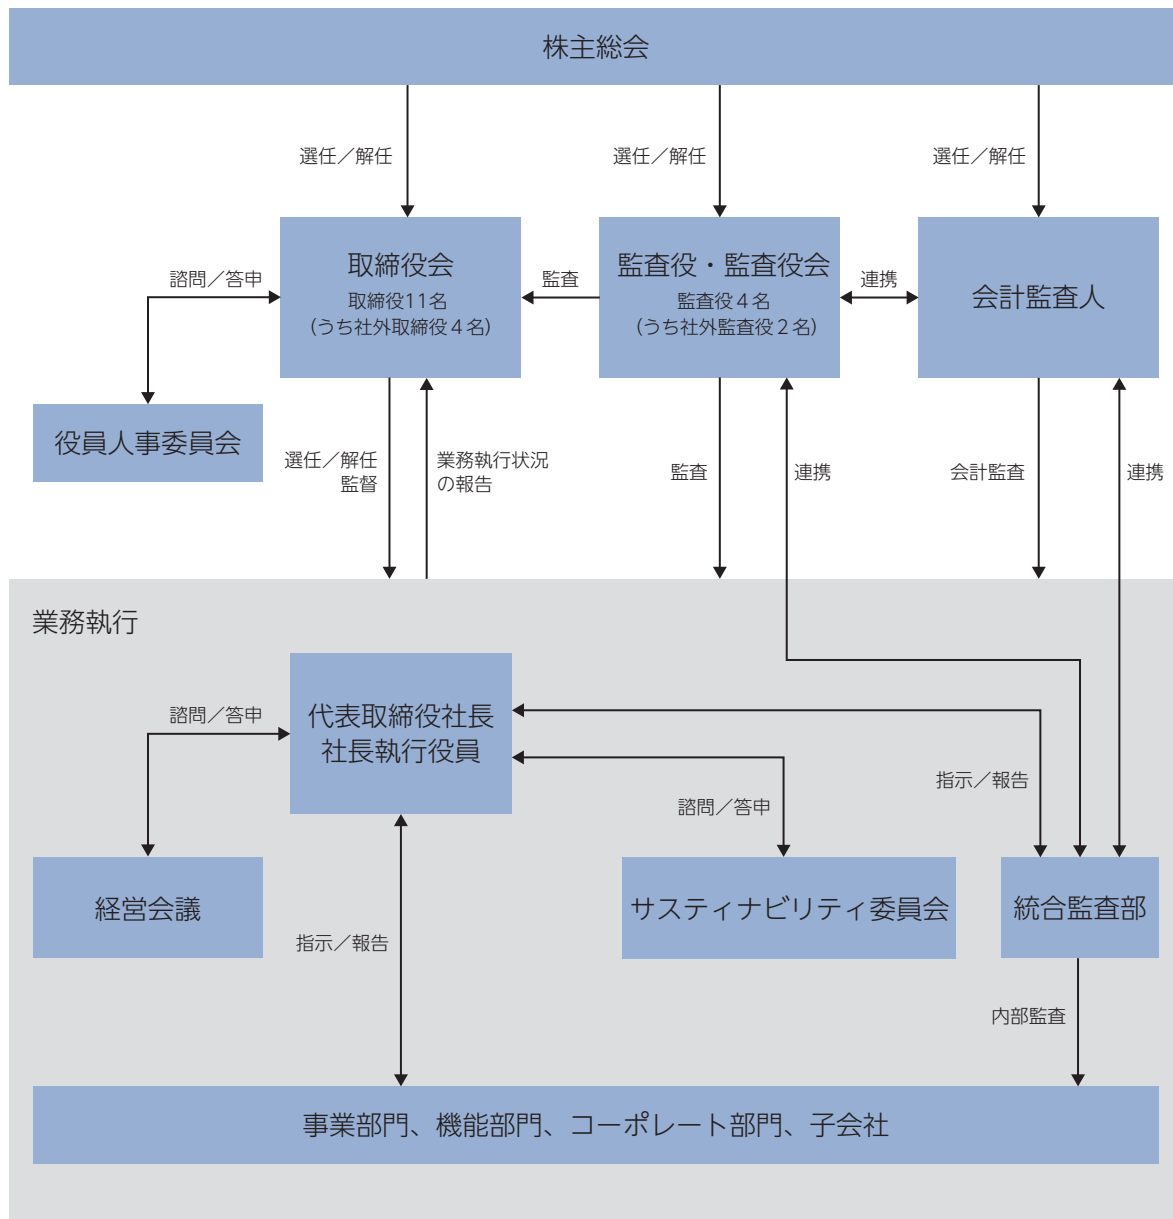 株主総会
選任／解任
選任／解任
選任／解任
取締役会
取締役11名
（うち社外取締役４名）
監査役・監査役会
監査役４名
（うち社外監査役２名）
会計監査人
諮問／答申
監査
連携
役員人事委員会
選任／解任
監督
業務執行状況
の報告
監査
連携
会計監査
連携
業務執行
代表取締役社長
社長執行役員
諮問／答申
指示／報告
諮問／答申
経営会議
サスティナビリティ委員会
統合監査部
指示／報告
内部監査
事業部門、機能部門、コーポレート部門、子会社